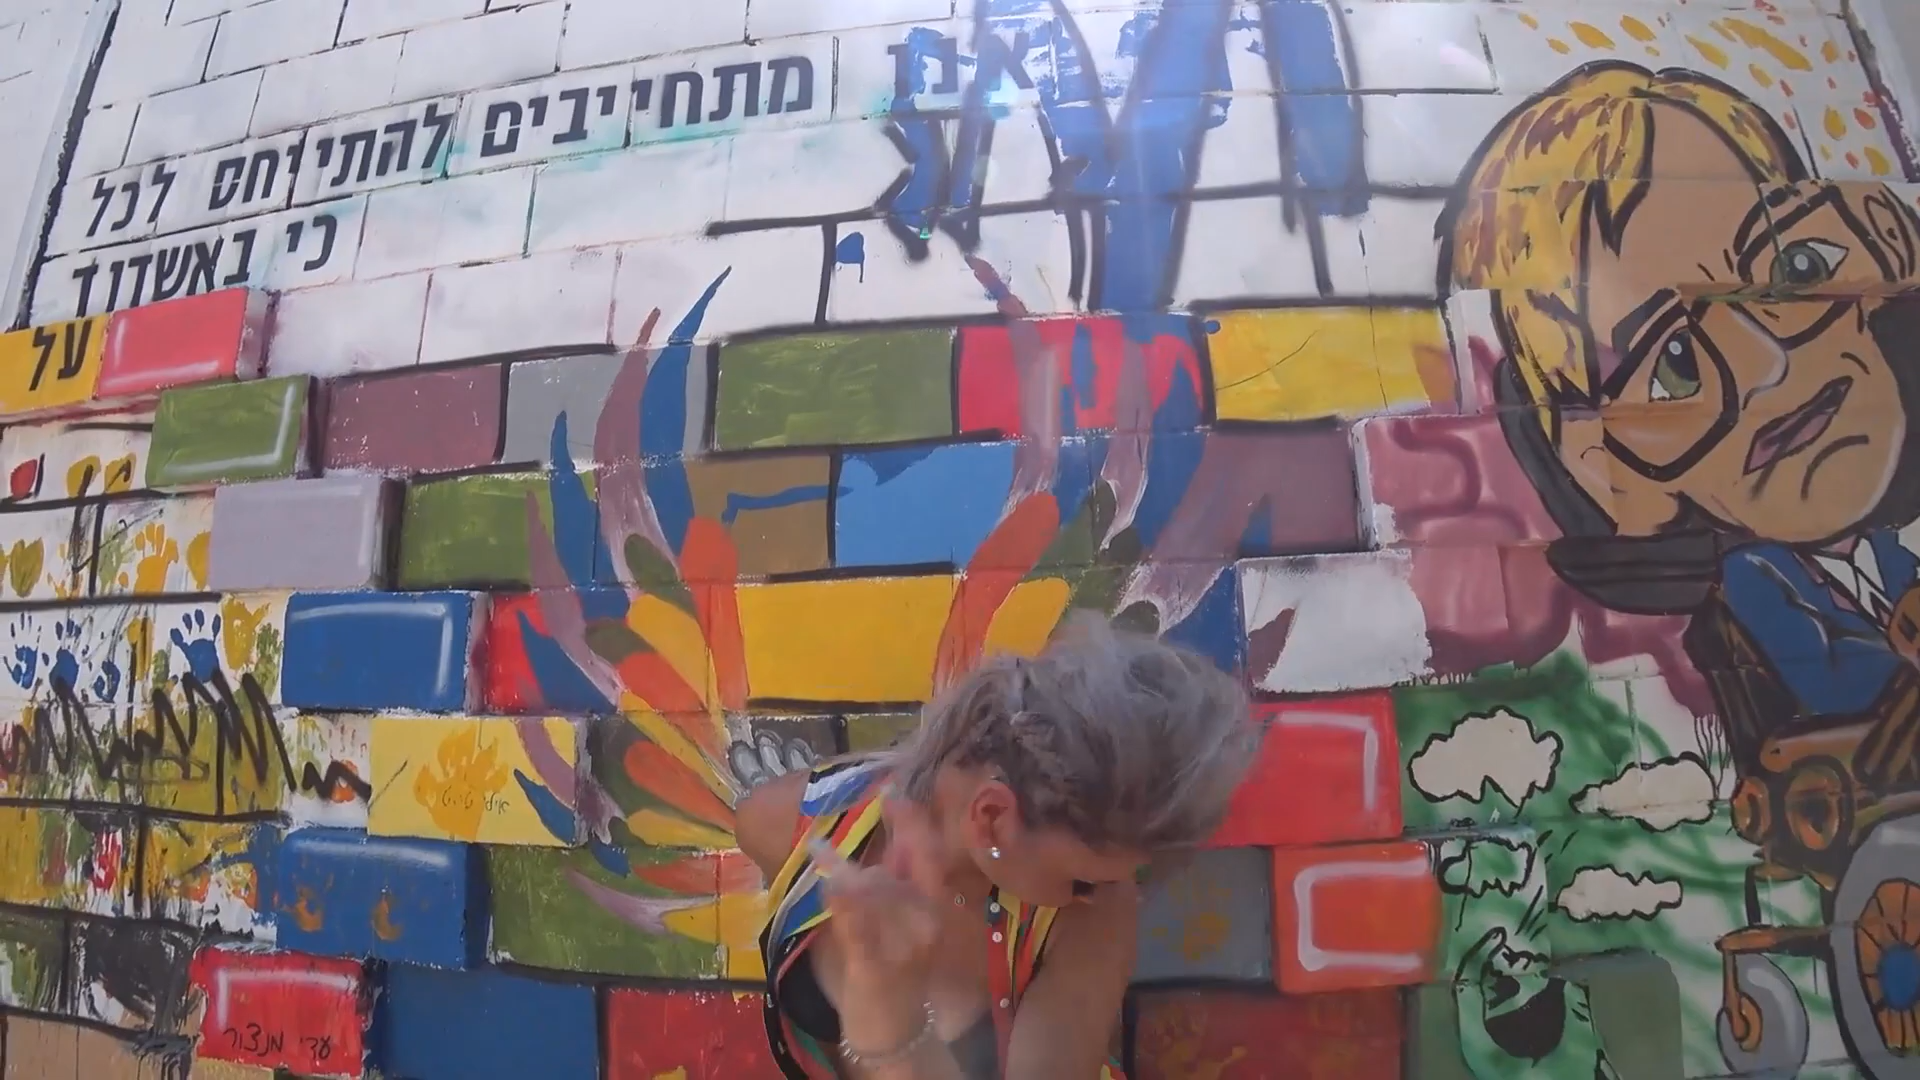 אנו מתחייבים להתייחס לכל
כי באשדוד
על
עדי מנצור